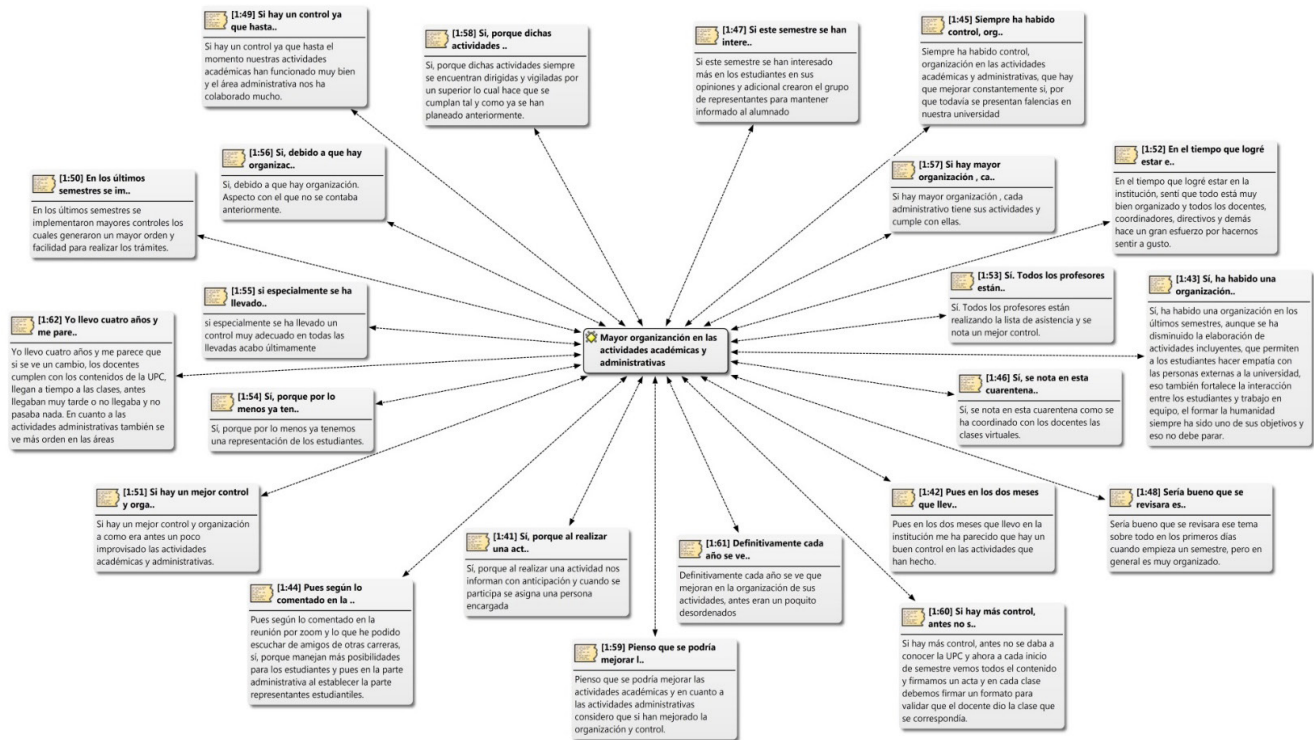 [1:49] Si hay un control ya
que hasta..
Si hay un control ya que hasta el
momento nuestras actividades
académicas han funcionado muy bien
y el área administrativa nos ha
colaborado mucho.
[1:58] Si, porque dichas
actividades ..
Si, porque dichas actividades siempre
se encuentran dirigidas y vigiladas por
un superior lo cual hace que se
cumplan tal y como ya se han
planeado anteriormente.
[1:47] Si este semestre se han
intere..
Si este semestre se han interesado
más en los estudiantes en sus
opiniones y adicional crearon el grupo
de representantes para mantener
informado al alumnado
[1:45] Siempre ha habido
control, org..
Siempre ha habido control,
organización en las actividades
académicas y administrativas, que hay
que mejorar constantemente si, por
que todavía se presentan falencias en
nuestra universidad
[1:56] Si, debido a que hay
organizac..
Si, debido a que hay organización.
Aspecto con el que no se contaba
anteriormente.
[1:50] En los últimos
semestres se im..
En los últimos semestres se
implementaron mayores controles los
cuales generaron un mayor orden y
facilidad para realizar los trámites.
[1:57] Si hay mayor
organización , ca..
Si hay mayor organización , cada
administrativo tiene sus actividades y
cumple con ellas.
[1:52] En el tiempo que logré
estar e..
En el tiempo que logré estar en la
institución, sentí que todo está muy
bien organizado y todos los docentes,
coordinadores, directivos y demás
hace un gran esfuerzo por hacernos
sentir a gusto.
[1:55] si especialmente se ha
llevado..
si especialmente se ha llevado un
control muy adecuado en todas las
llevadas acabo últimamente
[1:53] Sí. Todos los profesores
están..
Sí. Todos los profesores están
realizando la lista de asistencia y se
nota un mejor control.
[1:43] Sí, ha habido una
organización..
Sí, ha habido una organización en los
últimos semestres, aunque se ha
disminuido la elaboración de
actividades incluyentes, que permiten
a los estudiantes hacer empatía con
las personas externas a la universidad,
eso también fortalece la interacción
entre los estudiantes y trabajo en
equipo, el formar la humanidad
siempre ha sido uno de sus objetivos y
eso no debe parar.
[1:62] Yo llevo cuatro años y
me pare..
Yo llevo cuatro años y me parece que
si se ve un cambio, los docentes
cumplen con los contenidos de la UPC,
llegan a tiempo a las clases, antes
llegaban muy tarde o no llegaba y no
pasaba nada. En cuanto a las
actividades administrativas también se
ve más orden en las áreas
Mayor organización en las
actividades académicas y
administrativas
[1:54] Sí, porque por lo
menos ya ten..
Sí, porque por lo menos ya tenemos
una representación de los estudiantes.
[1:46] Si, se nota en esta
cuarentena..
Si, se nota en esta cuarentena como se
ha coordinado con los docentes las
clases virtuales.
[1:51] Si hay un mejor control
y orga..
Si hay un mejor control y organización
a como era antes un poco
improvisado las actividades
académicas y administrativas.
[1:42] Pues en los dos meses
que llev..
Pues en los dos meses que llevo en la
institución me ha parecido que hay un
buen control en las actividades que
han hecho.
[1:48] Sería bueno que se
revisara es..
Sería bueno que se revisara ese tema
sobre todo en los primeros días
cuando empieza un semestre, pero en
general es muy organizado.
[1:41] Sí, porque al realizar
una act..
Sí, porque al realizar una actividad nos
informan con anticipación y cuando se
participa se asigna una persona
encargada
[1:61] Definitivamente cada
año se ve..
Definitivamente cada año se ve que
mejoran en la organización de sus
actividades, antes eran un poquito
desordenados
[1:44] Pues según lo
comentado en la ..
Pues según lo comentado en la
reunión por zoom y lo que he podido
escuchar de amigos de otras carreras,
sí, porque manejan más posibilidades
para los estudiantes y pues en la parte
administrativa al establecer la parte
representantes estudiantiles.
[1:59] Pienso que se podría
mejorar l..
Pienso que se podría mejorar las
actividades académicas y en cuanto a
las actividades administrativas
considero que sí han mejorado la
organización y control.
[1:60] Si hay más control,
antes no s..
Si hay más control, antes no se daba a
conocer la UPC y ahora a cada inicio
de semestre vemos todos el contenido
y firmamos un acta y en cada clase
debemos firmar un formato para
validar que el docente dio la clase que
se correspondía.